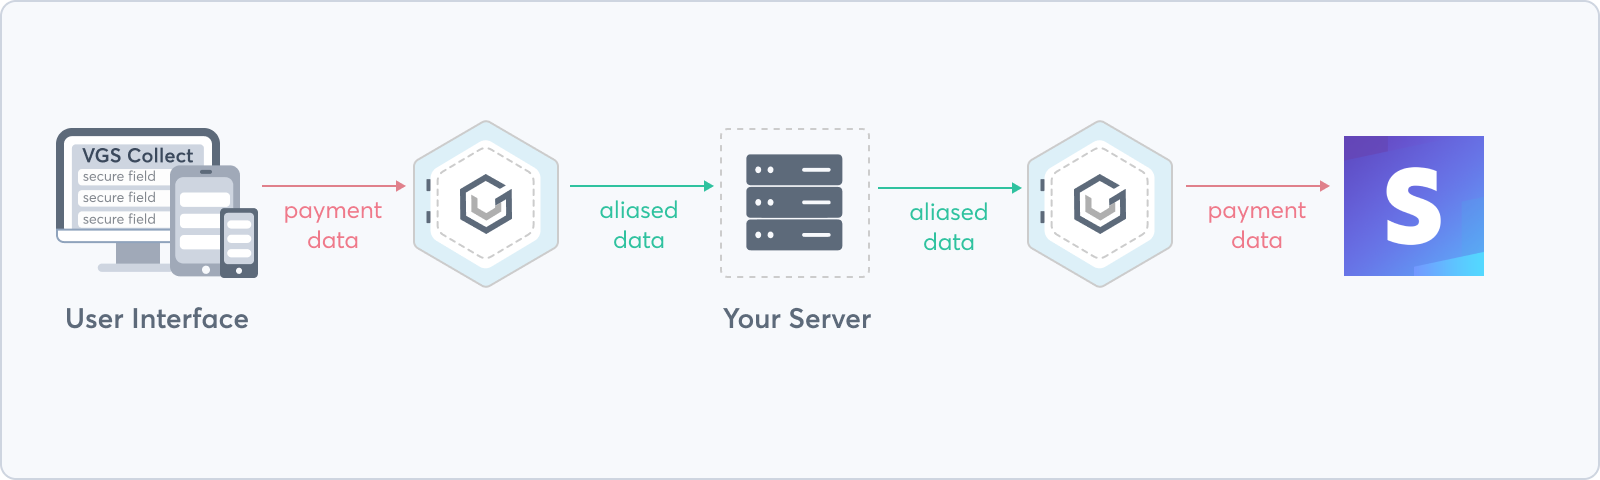 VGS Collect
secure field
secure field
secure field
payment
data
aliased
data
aliased
data
payment
data
S
User Interface
Your Server